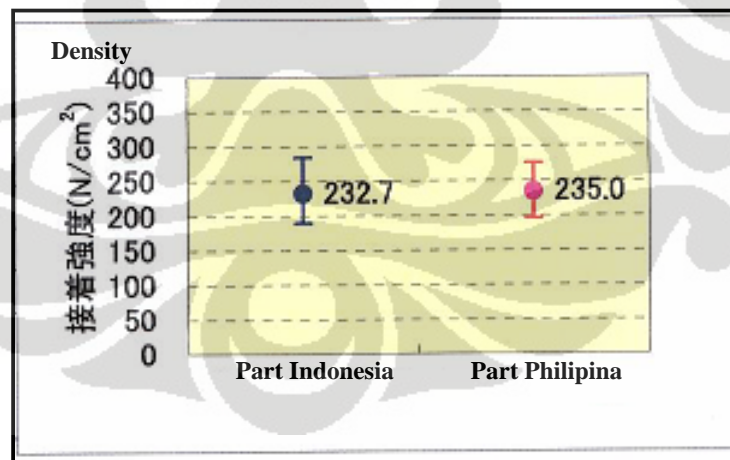 Density
400
350
300
250
200
150
100
50
0
接着強度(N/cm²)
232.7
235.0
Part Indonesia
Part Philipina